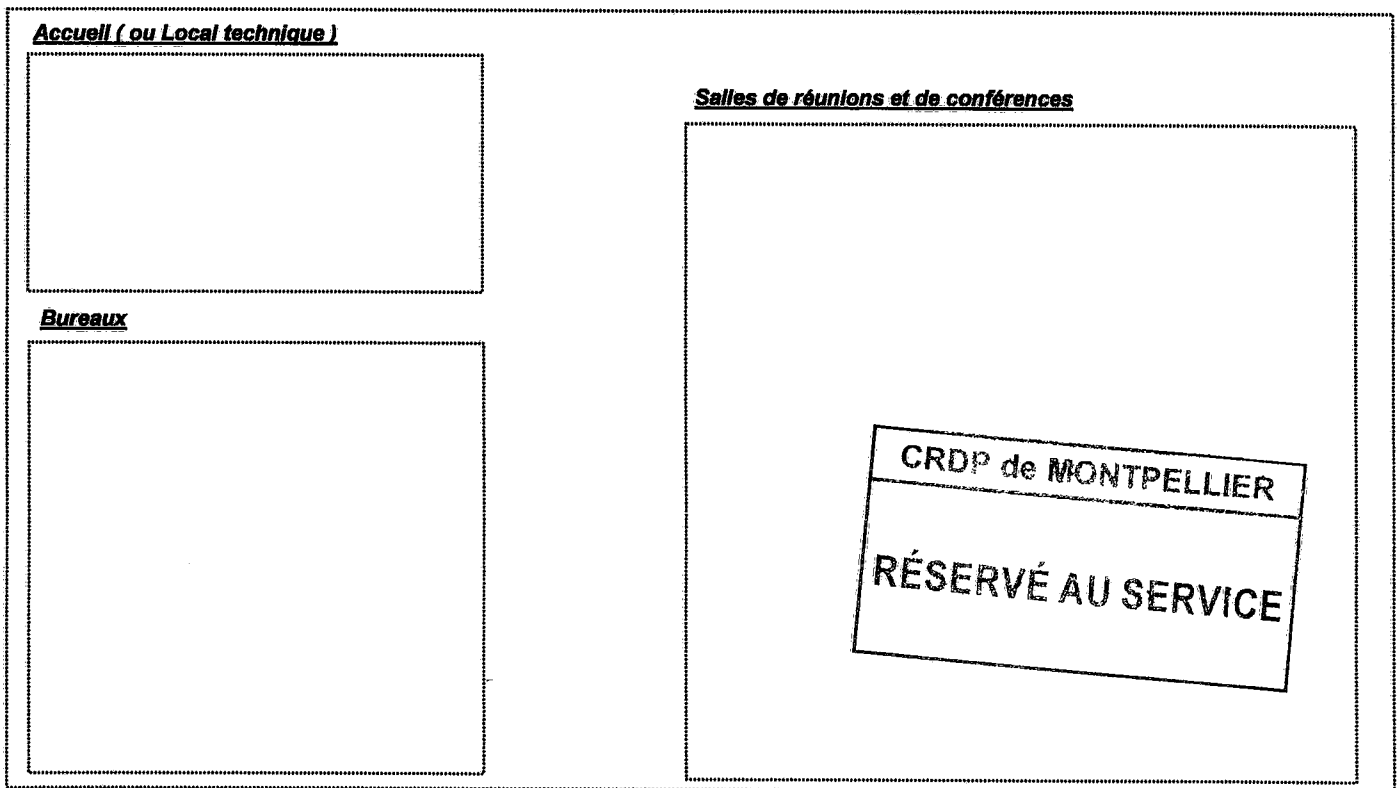 Accueil ( ou Local technique )
Salles de réunions et de conférences
Bureaux
CRDP de MONTPELLIER
RÉSERVÉ AU SERVICE